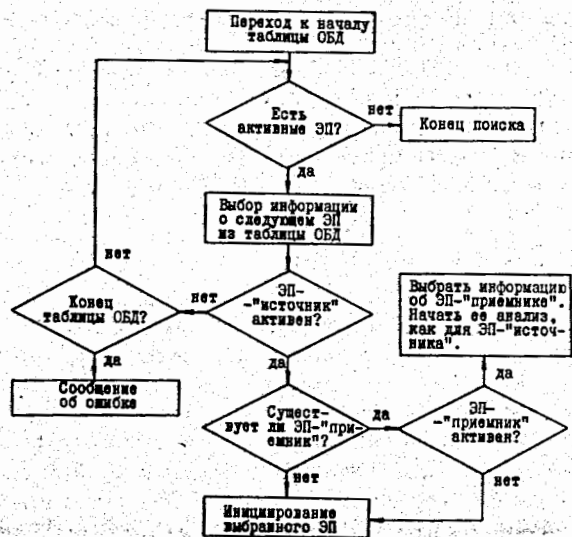 Переход к началу
таблицы ОБД
Есть
активные ЭП?
нет
Конец поиска
да
Выбор информации
о следующем ЭП
из таблицы ОБД
нет
Конец
таблицы ОБД?
нет
ЭП-
-"источник"
активен?
Выбрать информацию
об ЭП-"приемнике".
Начать ее анализ,
как для ЭП-"источ-
ника".
да
Сообщение
об ошибке
да
да
Сущест-
вует ли ЭП-"при-
емник"?
да
ЭП-
-"приемник"
активен?
нет
нет
Инициирование
выбранного ЭП